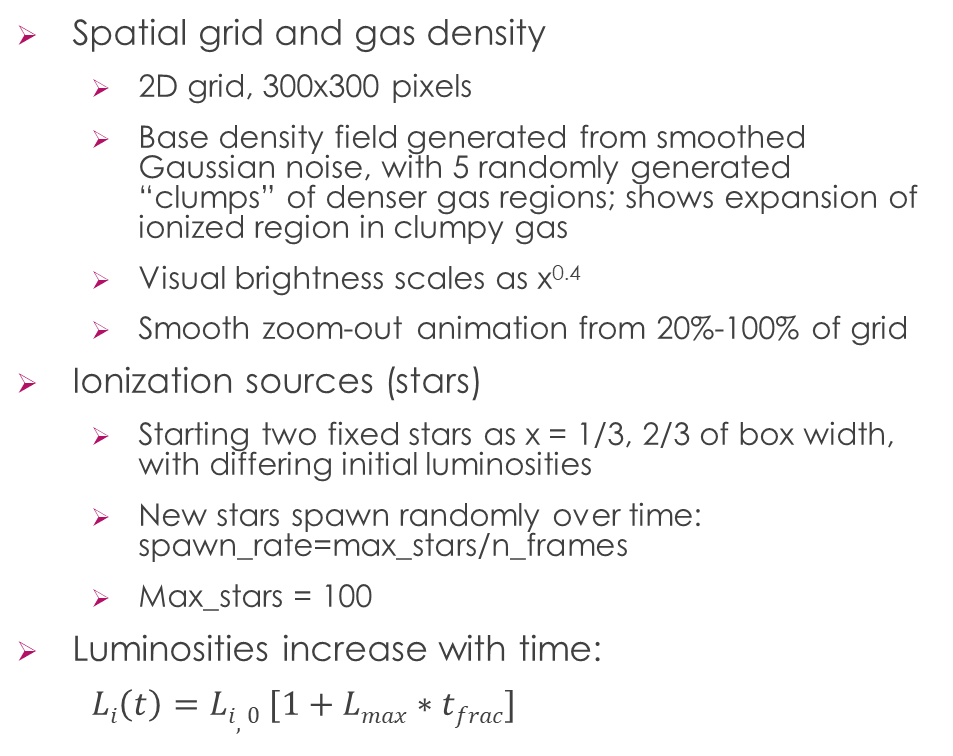 ➢ Spatial grid and gas density
➢ 2D grid, 300x300 pixels
➢ Base density field generated from smoothed
Gaussian noise, with 5 randomly generated
“clumps” of denser gas regions; shows expansion of
ionized region in clumpy gas
➢ Visual brightness scales as x^0.4
➢ Smooth zoom-out animation from 20%-100% of grid
➢ Ionization sources (stars)
➢ Starting two fixed stars as x = 1/3, 2/3 of box width,
with differing initial luminosities
➢ New stars spawn randomly over time:
spawn_rate=max_stars/n_frames
➢ Max_stars = 100
➢ Luminosities increase with time:
L_i(t) = L_{i, 0} [1 + L_{max} * t_{frac}]